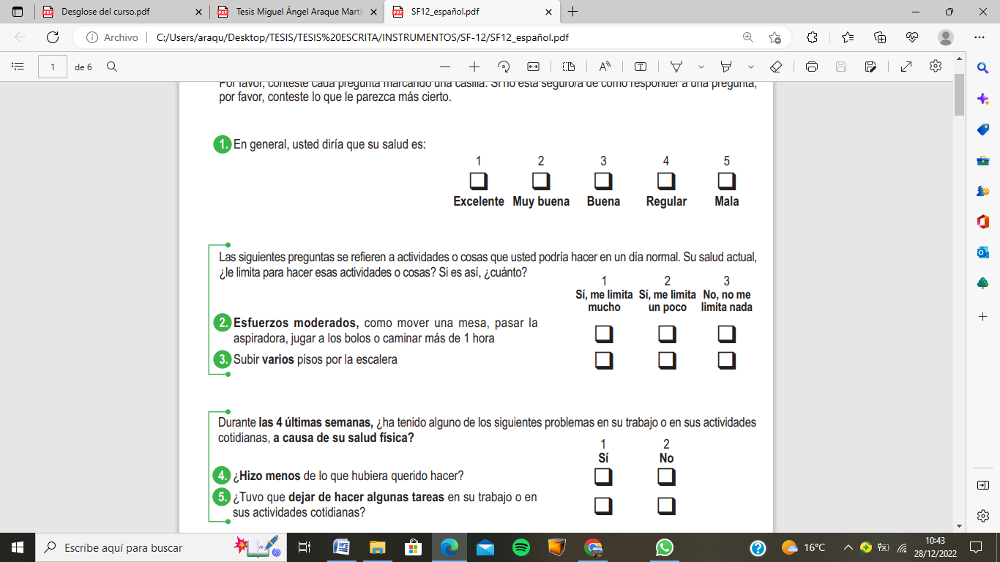 Desglose del curso.pdf
Tesis Miguel Ángel Araque Martí
SF12_español.pdf
Archivo
C:/Users/araqu/Desktop/TESIS/TESIS%20ESCRITA/INSTRUMENTOS/SF-12/SF12_español.pdf
1 de 6
Por favor, conteste cada pregunta marcando una casilla. Si no está seguro/a de cómo responder a una pregunta,
por favor, conteste lo que le parezca más cierto.
1. En general, usted diría que su salud es:
1 2 3 4 5
Excelente Muy buena Buena Regular Mala
Las siguientes preguntas se refieren a actividades o cosas que usted podría hacer en un día normal. Su salud actual,
¿le limita para hacer esas actividades o cosas? Si es así, ¿cuánto?
1 2 3
Sí, me limita Sí, me limita No, no me
mucho un poco limita nada
2. Esfuerzos moderados, como mover una mesa, pasar la
aspiradora, jugar a los bolos o caminar más de 1 hora
3. Subir varios pisos por la escalera
Durante las 4 últimas semanas, ¿ha tenido alguno de los siguientes problemas en su trabajo o en sus actividades
cotidianas, a causa de su salud física?
1 2
Sí No
4. ¿Hizo menos de lo que hubiera querido hacer?
5. ¿Tuvo que dejar de hacer algunas tareas en su trabajo o en
sus actividades cotidianas?
Escribe aquí para buscar
16°C
10:43
28/12/2022